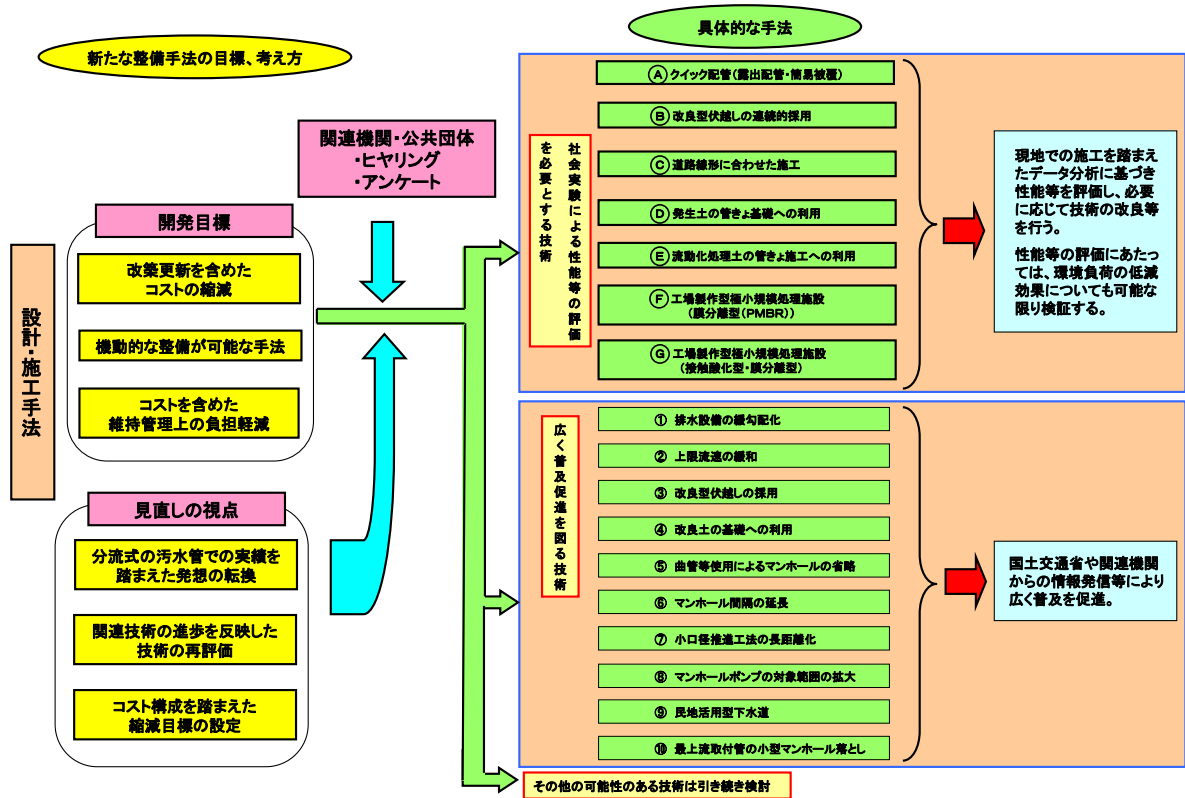 新たな整備手法の目標、考え方
具体的な手法
関連機関・公共団体
・ヒヤリング
・アンケート
設計・施工手法
開発目標
改築更新を含めた
コストの縮減
機動的な整備が可能な手法
コストを含めた
維持管理上の負担軽減
見直しの視点
分流式の汚水管での実績を
踏まえた発想の転換
関連技術の進歩を反映した
技術の再評価
コスト構成を踏まえた
縮減目標の設定
社会実験による性能等の評価
を必要とする技術
Ⓐ クイック配管(露出配管・簡易被覆)
Ⓑ 改良型伏越しの連続的採用
Ⓒ 道路線形に合わせた施工
Ⓓ 発生土の管きょ基礎への利用
Ⓔ 流動化処理土の管きょ施工への利用
Ⓕ 工場製作型極小規模処理施設
(膜分離型(PMBR))
Ⓖ 工場製作型極小規模処理施設
(接触酸化型・膜分離型)
現地での施工を踏まえ
たデータ分析に基づき
性能等を評価し、必要
に応じて技術の改良等
を行う。
性能等の評価にあたっ
ては、環境負荷の低減
効果についても可能な
限り検証する。
広く普及促進を図る技術
① 排水設備の緩勾配化
② 上限流速の緩和
③ 改良型伏越しの採用
④ 改良土の基礎への利用
⑤ 曲管等使用によるマンホールの省略
⑥ マンホール間隔の延長
⑦ 小口径推進工法の長距離化
⑧ マンホールポンプの対象範囲の拡大
⑨ 民地活用型下水道
⑩ 最上流取付管の小型マンホール落とし
国土交通省や関連機関
からの情報発信等により
広く普及を促進。
その他の可能性のある技術は引き続き検討